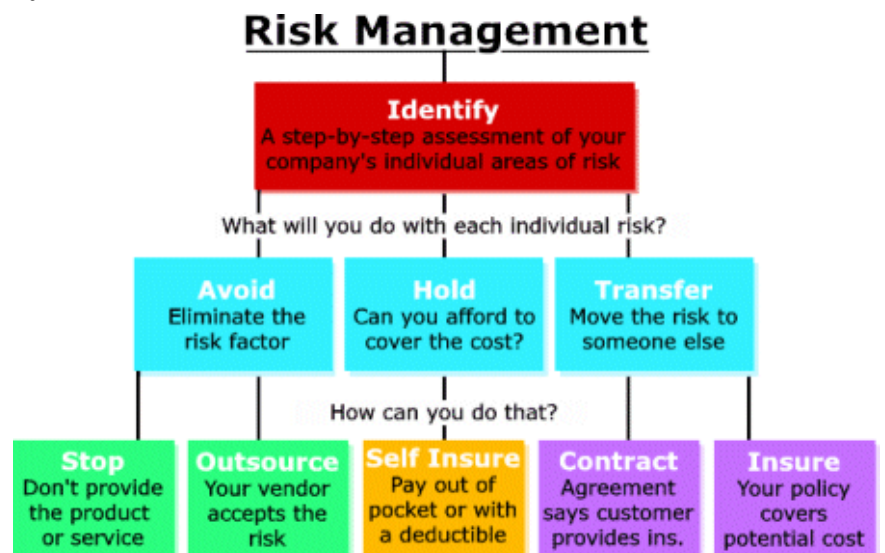 Risk Management
Identify
A step-by-step assessment of your
company's individual areas of risk
What will you do with each individual risk?
Avoid
Eliminate the
risk factor
Hold
Can you afford to
cover the cost?
Transfer
Move the risk to
someone else
How can you do that?
Stop
Don't provide
the product
or service
Outsource
Your vendor
accepts the
risk
Self Insure
Pay out of
pocket or with
a deductible
Contract
Agreement
says customer
provides ins.
Insure
Your policy
covers
potential cost